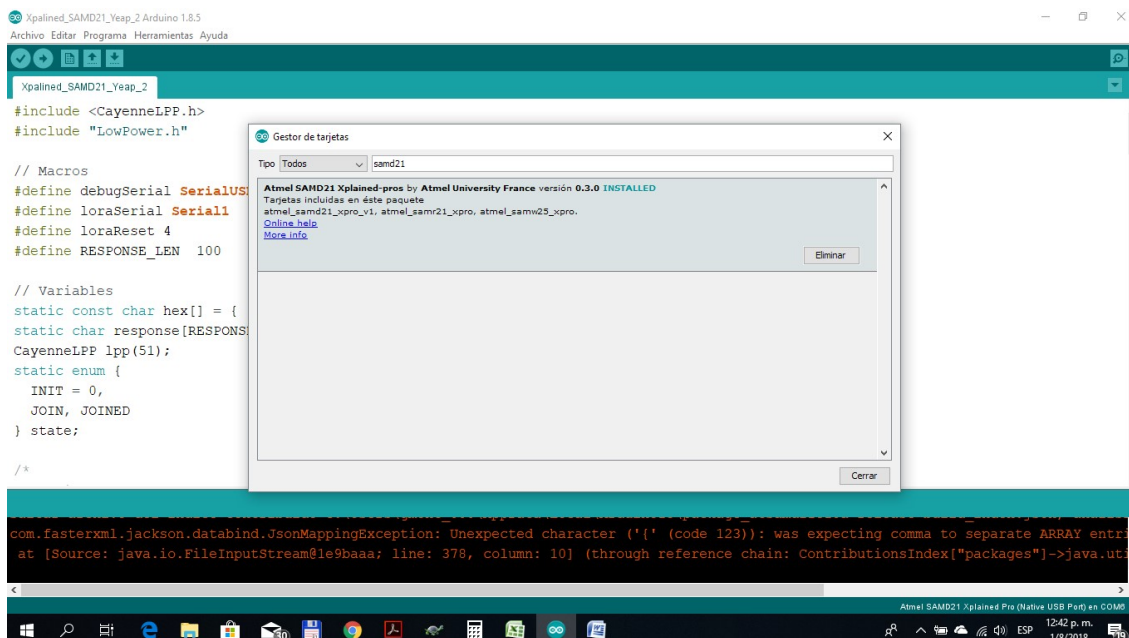 Xpalined_SAMD21_Yeap_2 Arduino 1.8.5
Archivo Editar Programa Herramientas Ayuda
Xpalined_SAMD21_Yeap_2
#include <CayenneLPP.h>
#include "LowPower.h"
// Macros
#define debugSerial SerialUS
#define loraSerial Serial1
#define loraReset 4
#define RESPONSE_LEN 100
// Variables
static const char hex[] = {
static char response[RESPONS
CayenneLPP lpp(51);
static enum {
INIT = 0,
JOIN, JOINED
} state;
/*
Gestor de tarjetas
Tipo Todos samd21
Atmel SAMD21 Xplained-pros by Atmel University France versión 0.3.0 INSTALLED
Tarjetas incluidas en éste paquete
atmel_samd21_xpro_v1, atmel_samr21_xpro, atmel_samw25_xpro.
Online help
More info
Eliminar
Cerrar
com.fasterxml.jackson.databind.JsonMappingException: Unexpected character ('{' (code 123)): was expecting comma to separate ARRAY entri
at [Source: java.io.FileInputStream@1e9baaa; line: 378, column: 10] (through reference chain: ContributionsIndex["packages"]->java.uti
Atmel SAMD21 Xplained Pro (Native USB Port) en COM6
30
ESP
12:42 p. m.
1/8/2018
19